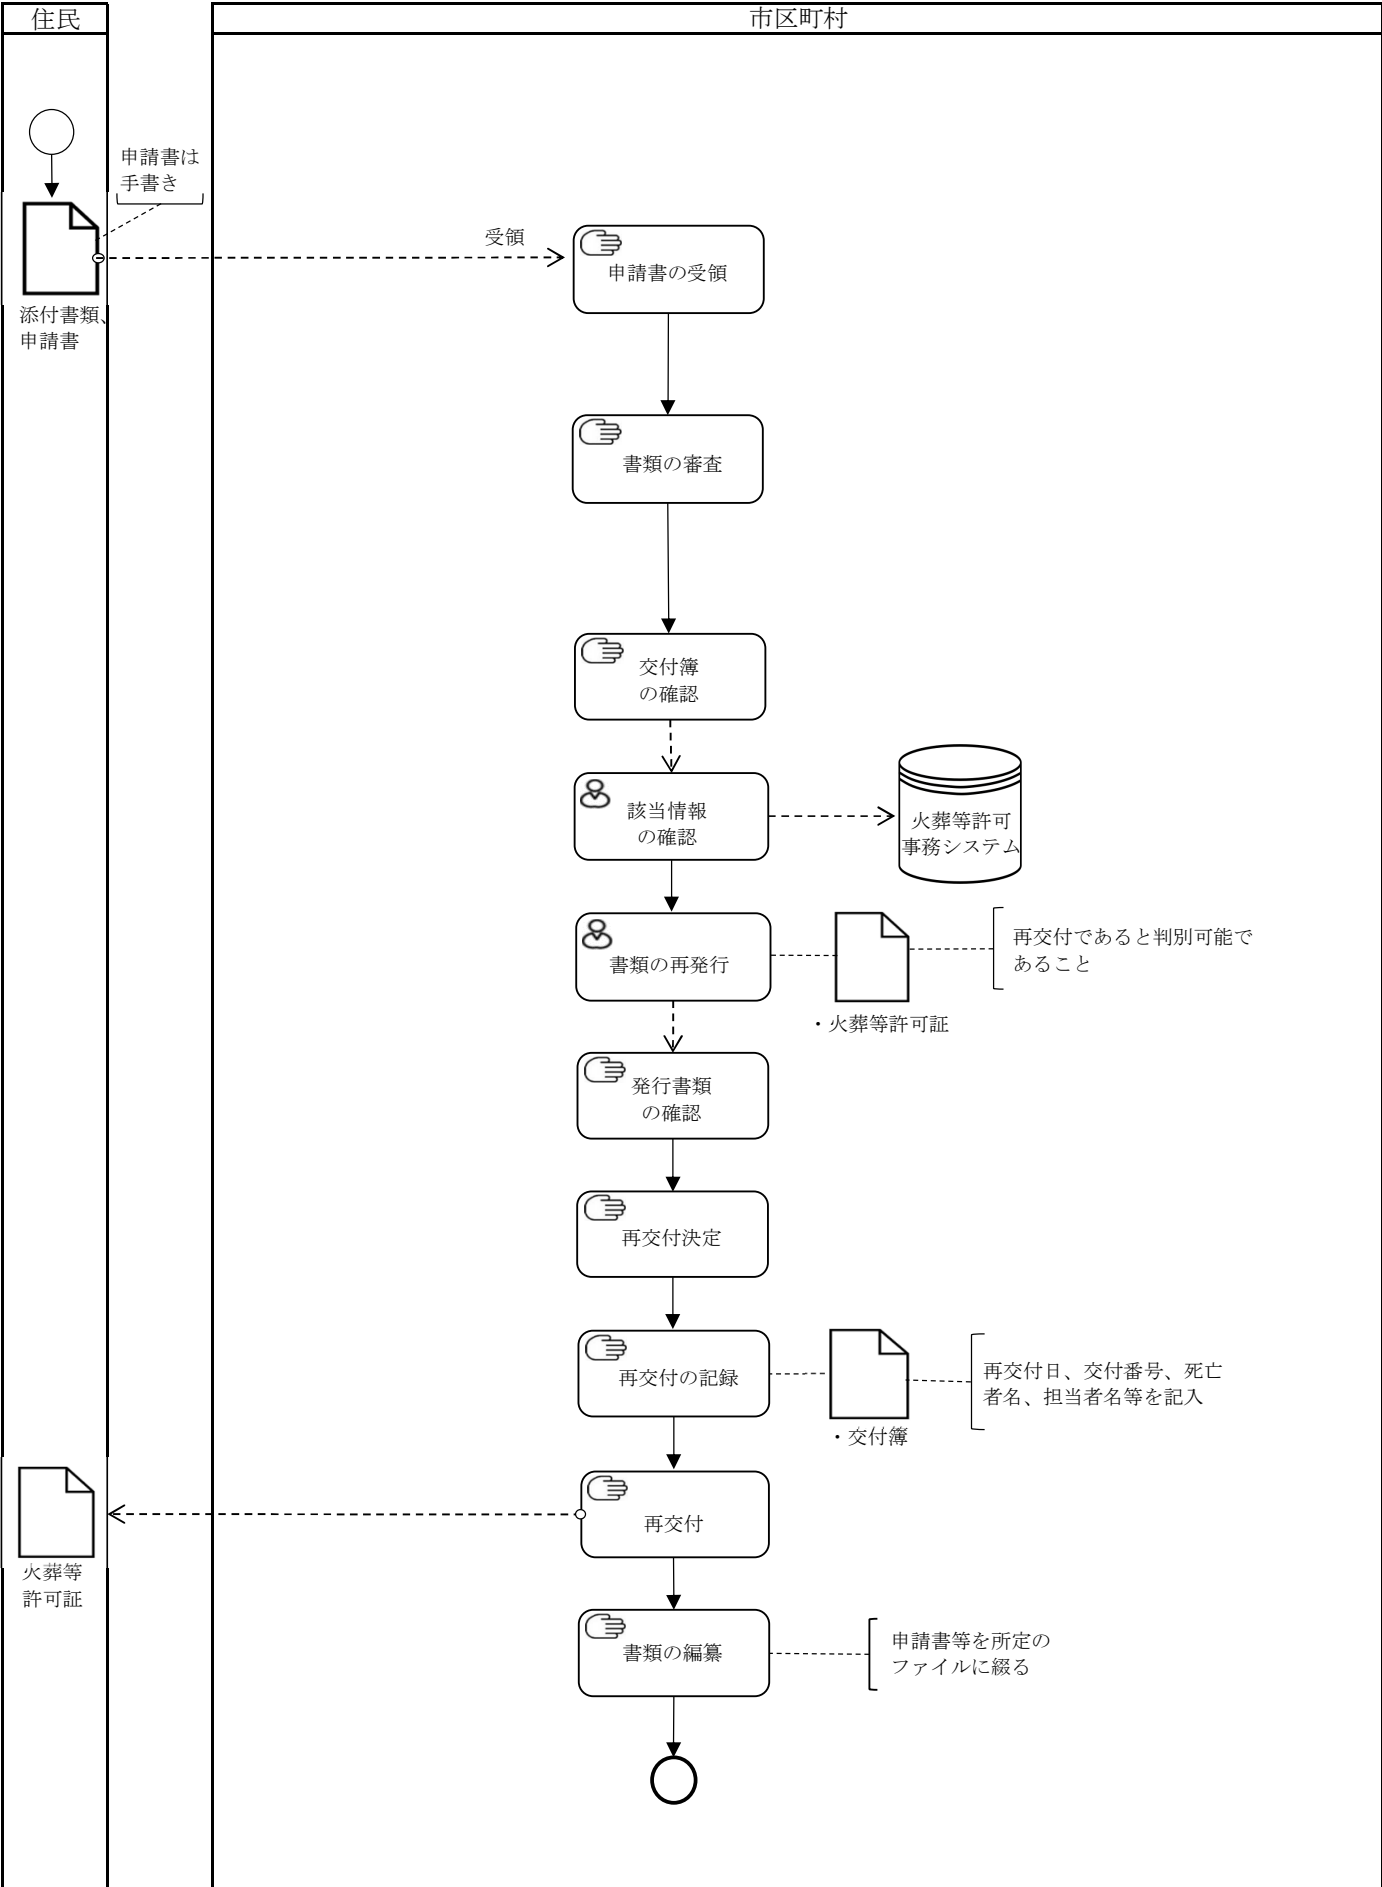 住民
市区町村
申請書は
手書き
受領
申請書の受領
添付書類、
申請書
書類の審査
交付簿
の確認
該当情報
の確認
火葬等許可
事務システム
書類の再発行
再交付であると判別可能で
あること
・火葬等許可証
発行書類
の確認
再交付決定
再交付の記録
再交付日、交付番号、死亡
者名、担当者名等を記入
・交付簿
再交付
火葬等
許可証
書類の編纂
申請書等を所定の
ファイルに綴る